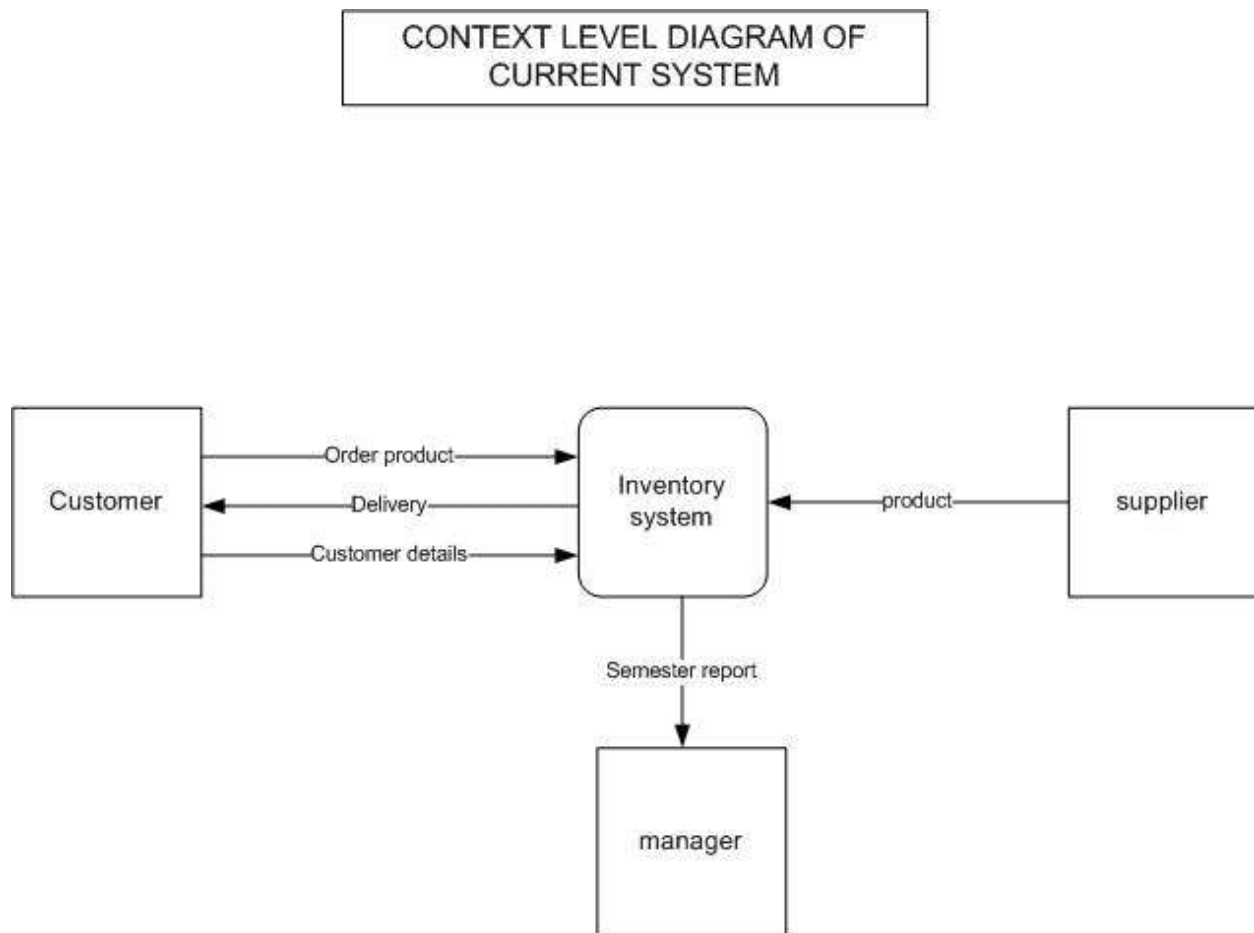 CONTEXT LEVEL DIAGRAM OF
CURRENT SYSTEM
Customer
Order product
Delivery
Customer details
Inventory
system
product
supplier
Semester report
manager